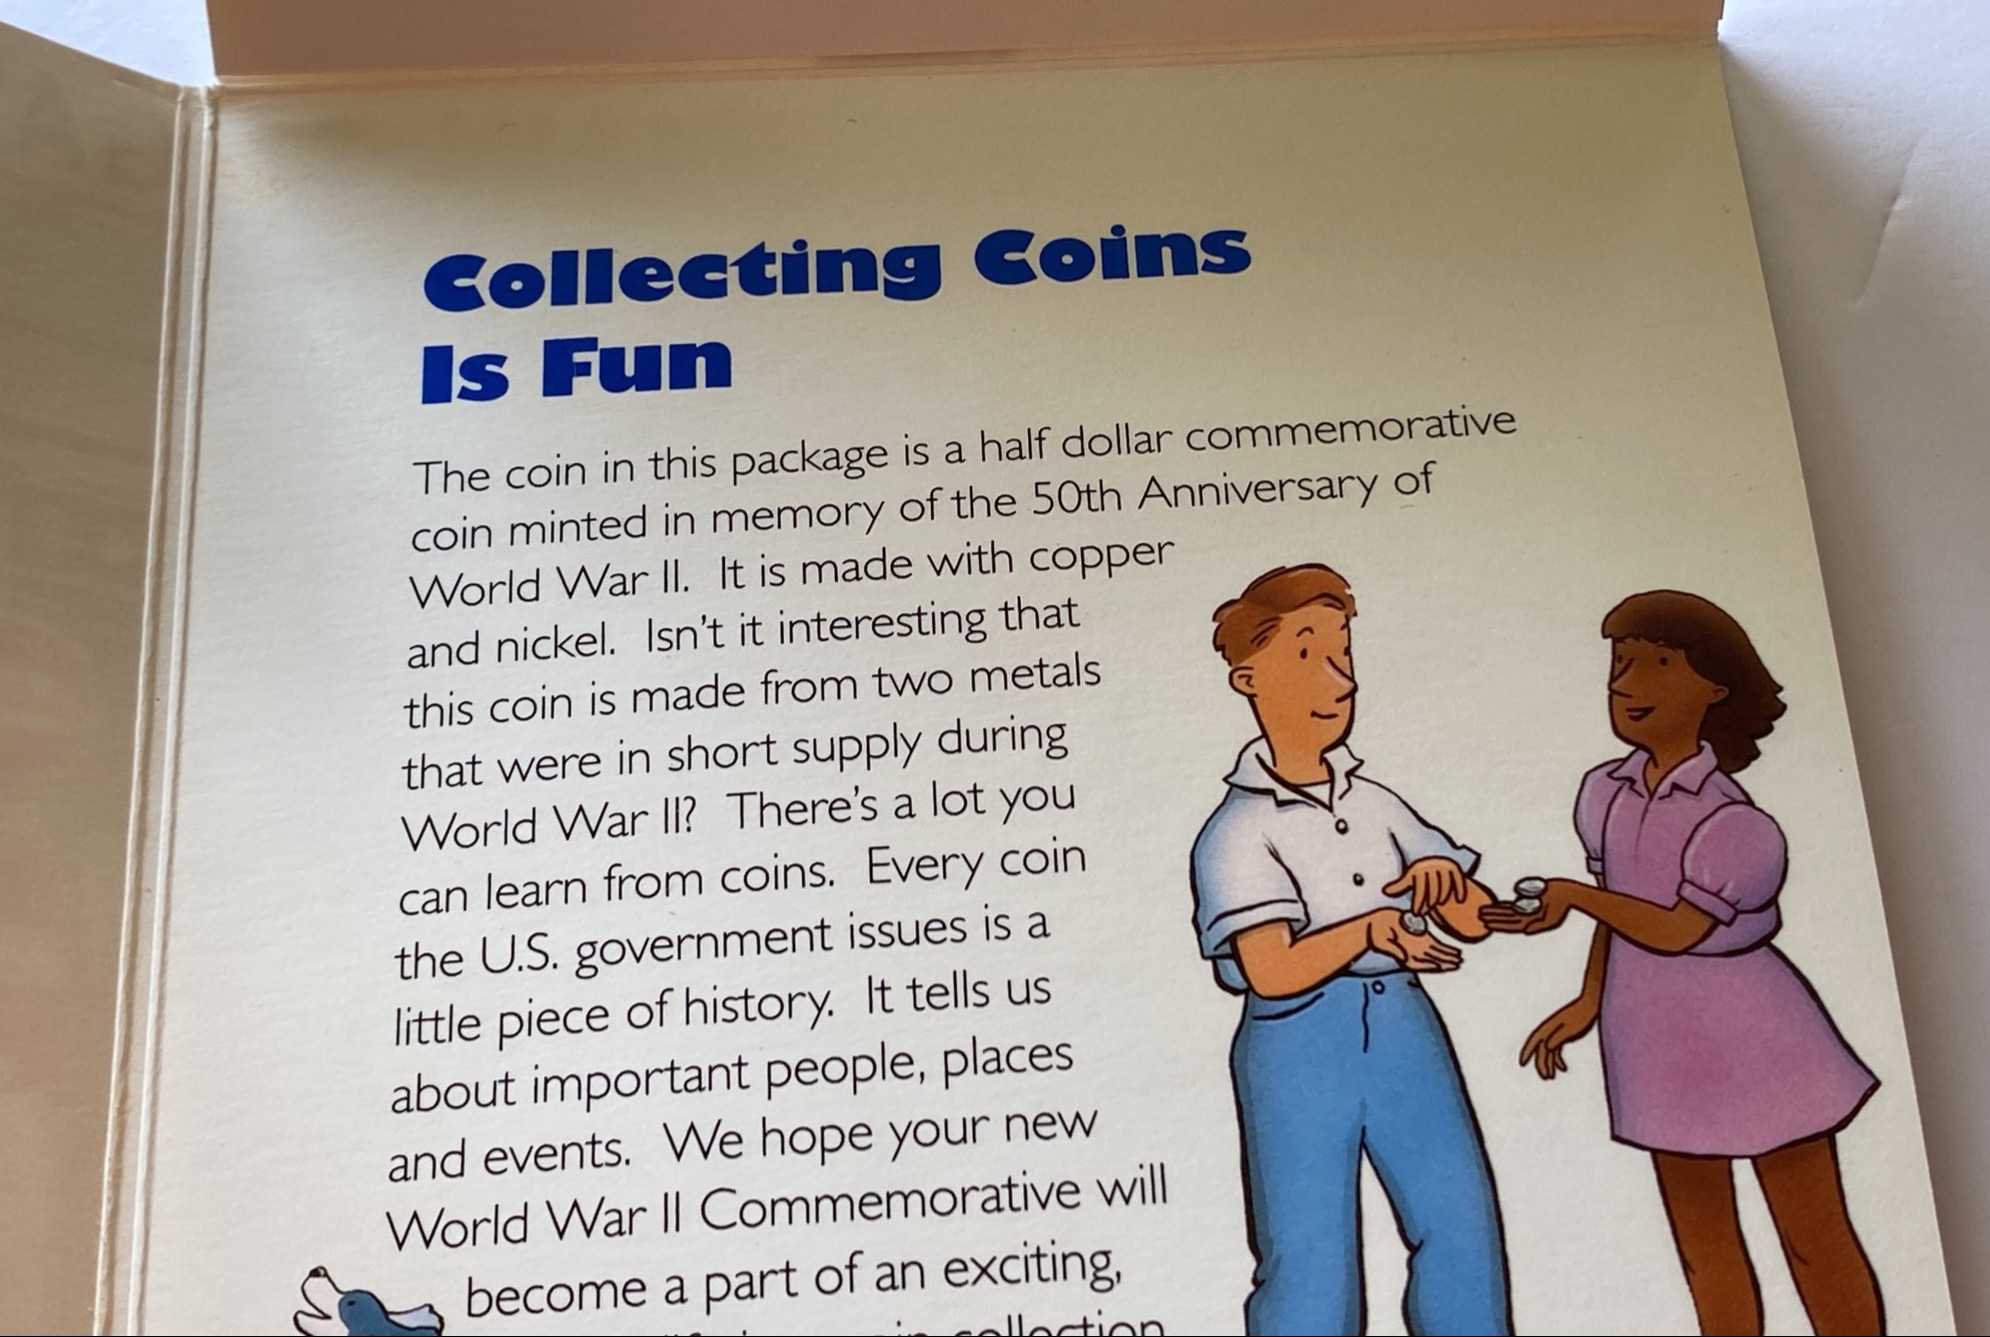 Collecting Coins
Is Fun
The coin in this package is a half dollar commemorative
coin minted in memory of the 50th Anniversary of
World War II. It is made with copper
and nickel. Isn't it interesting that
this coin is made from two metals
that were in short supply during
World War II? There's a lot you
can learn from coins. Every coin
the U.S. government issues is a
little piece of history. It tells us
about important people, places
and events. We hope your new
World War II Commemorative will
become a part of an exciting,
collection